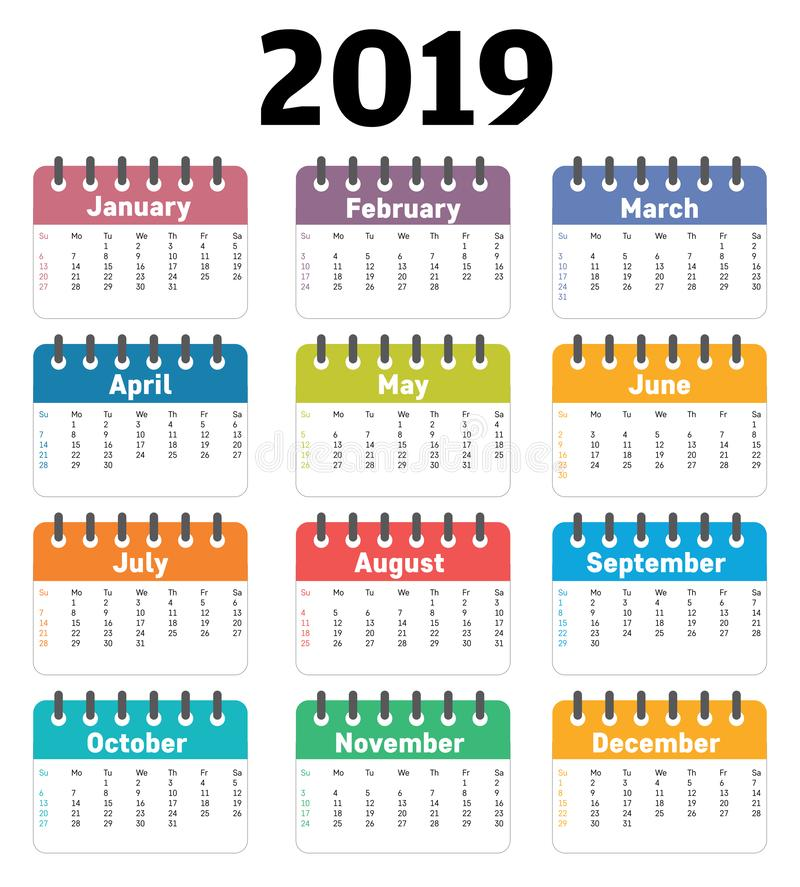 2019
January
Su Mo Tu We Th Fr Sa
1 2 3 4 5
6 7 8 9 10 11 12
13 14 15 16 17 18 19
20 21 22 23 24 25 26
27 28 29 30 31
February
Su Mo Tu We Th Fr Sa
1 2
3 4 5 6 7 8 9
10 11 12 13 14 15 16
17 18 19 20 21 22 23
24 25 26 27 28
March
Su Mo Tu We Th Fr Sa
1 2
3 4 5 6 7 8 9
10 11 12 13 14 15 16
17 18 19 20 21 22 23
24 25 26 27 28 29 30
31
April
Su Mo Tu We Th Fr Sa
1 2 3 4 5 6
7 8 9 10 11 12 13
14 15 16 17 18 19 20
21 22 23 24 25 26 27
28 29 30
May
Su Mo Tu We Th Fr Sa
1 2 3 4
5 6 7 8 9 10 11
12 13 14 15 16 17 18
19 20 21 22 23 24 25
26 27 28 29 30 31
June
Su Mo Tu We Th Fr Sa
1
2 3 4 5 6 7 8
9 10 11 12 13 14 15
16 17 18 19 20 21 22
23 24 25 26 27 28 29
30
dreamstime
July
Su Mo Tu We Th Fr Sa
1 2 3 4 5 6
7 8 9 10 11 12 13
14 15 16 17 18 19 20
21 22 23 24 25 26 27
28 29 30 31
August
Su Mo Tu We Th Fr Sa
1 2 3
4 5 6 7 8 9 10
11 12 13 14 15 16 17
18 19 20 21 22 23 24
25 26 27 28 29 30 31
September
Su Mo Tu We Th Fr Sa
1 2 3 4 5 6 7
8 9 10 11 12 13 14
15 16 17 18 19 20 21
22 23 24 25 26 27 28
29 30
October
Su Mo Tu We Th Fr Sa
1 2 3 4 5
6 7 8 9 10 11 12
13 14 15 16 17 18 19
20 21 22 23 24 25 26
27 28 29 30 31
November
Su Mo Tu We Th Fr Sa
1 2
3 4 5 6 7 8 9
10 11 12 13 14 15 16
17 18 19 20 21 22 23
24 25 26 27 28 29 30
December
Su Mo Tu We Th Fr Sa
1 2 3 4 5 6 7
8 9 10 11 12 13 14
15 16 17 18 19 20 21
22 23 24 25 26 27 28
29 30 31